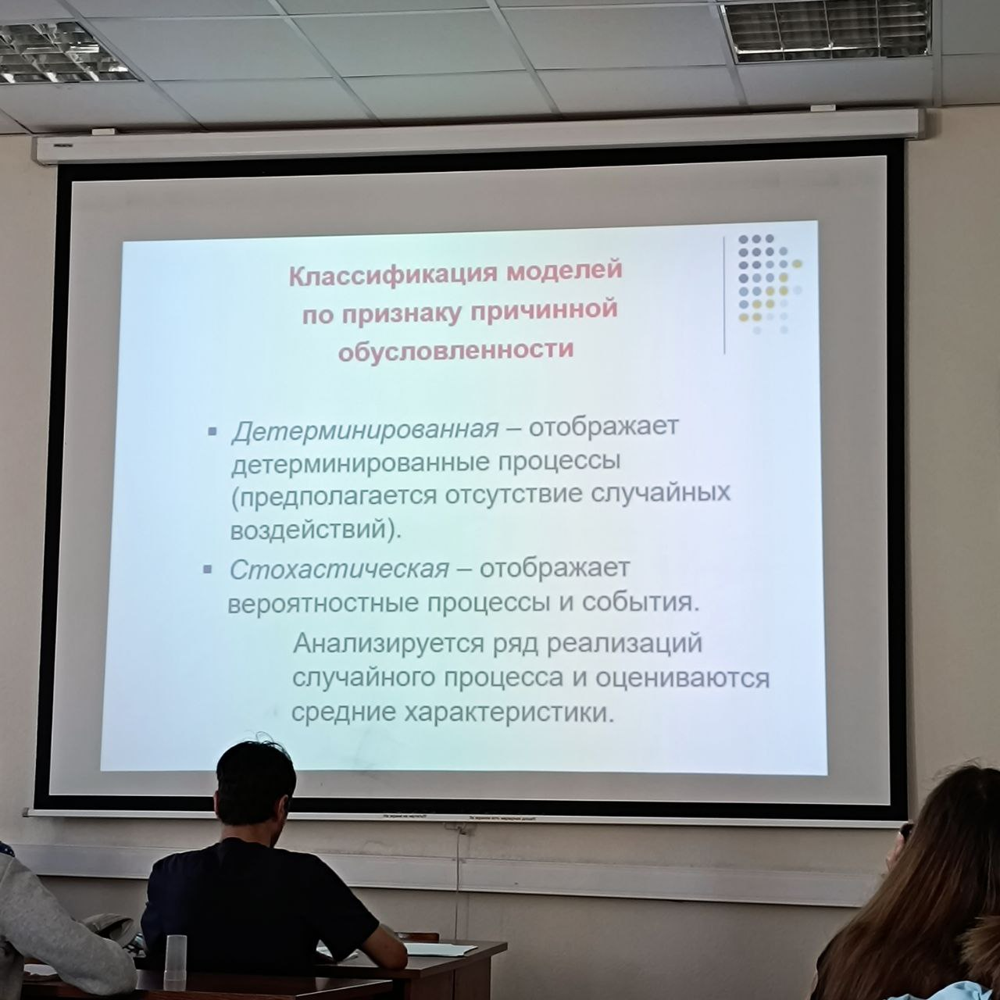 Классификация моделей
по признаку причинной
обусловленности
Детерминированная – отображает
детерминированные процессы
(предполагается отсутствие случайных
воздействий).
Стохастическая – отображает
вероятностные процессы и события.
Анализируется ряд реализаций
случайного процесса и оцениваются
средние характеристики.